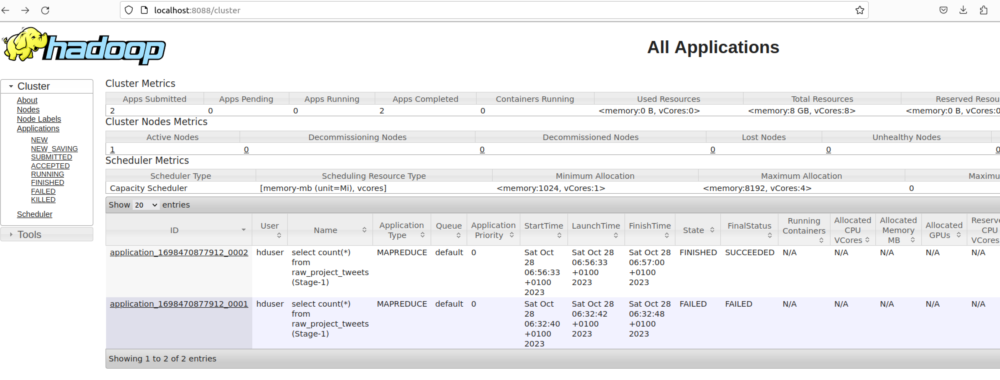 localhost:8088/cluster
hadoop
All Applications
Cluster
About
Nodes
Node Labels
Applications
NEW
NEW_SAVING
SUBMITTED
ACCEPTED
RUNNING
FINISHED
FAILED
KILLED
Scheduler
Tools
Cluster Metrics
Apps Submitted Apps Pending Apps Running Apps Completed Containers Running Used Resources Total Resources Reserved Resou
2 0 0 2 0 <memory:0 B, vCores:0> <memory:8 GB, vCores:8> <memory:0 B, vCores:0
Cluster Nodes Metrics
Active Nodes Decommissioning Nodes Decommissioned Nodes Lost Nodes Unhealthy Nodes
1 0 0 0 0 0
Scheduler Metrics
Scheduler Type Scheduling Resource Type Minimum Allocation Maximum Allocation Maximu
Capacity Scheduler [memory-mb (unit=Mi), vcores] <memory:1024, vCores:1> <memory:8192, vCores:4> 0
Show 20 entries
ID
User
Name
Application
Type
Queue
Application
Priority
StartTime
LaunchTime
FinishTime
State
FinalStatus
Running
Containers
Allocated
CPU
VCores
Allocated
Memory
MB
Allocated
GPUs
Reserve
CPU
VCores
application_1698470877912_0002
hduser
select count(*)
from
raw_project_tweets
(Stage-1)
MAPREDUCE
default
0
Sat Oct
28
06:56:33
+0100
2023
Sat Oct 28
06:56:33
+0100
2023
Sat Oct 28
06:57:00
+0100
2023
FINISHED
SUCCEEDED
N/A
N/A
N/A
N/A
N/A
application_1698470877912_0001
hduser
select count(*)
from
raw_project_tweets
(Stage-1)
MAPREDUCE
default
0
Sat Oct
28
06:32:40
+0100
2023
Sat Oct 28
06:32:42
+0100
2023
Sat Oct 28
06:32:48
+0100
2023
FAILED
FAILED
N/A
N/A
N/A
N/A
N/A
Showing 1 to 2 of 2 entries